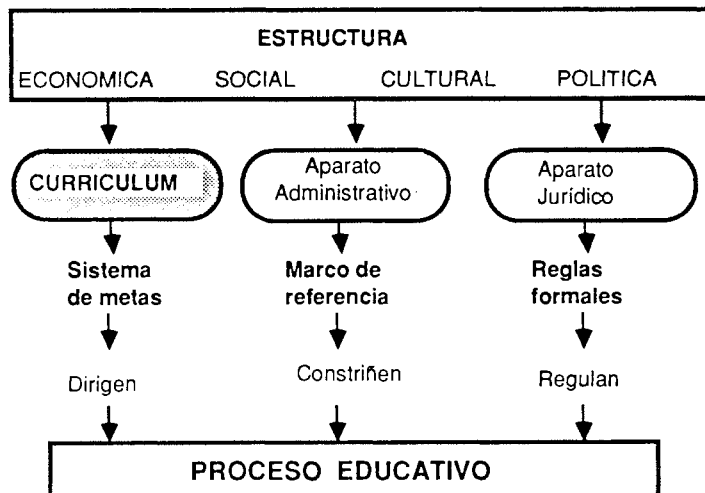 ESTRUCTURA
ECONOMICA SOCIAL CULTURAL POLITICA
CURRICULUM
Aparato
Administrativo
Aparato
Jurídico
Sistema
de metas
Marco de
referencia
Reglas
formales
Dirigen
Constriñen
Regulan
PROCESO EDUCATIVO